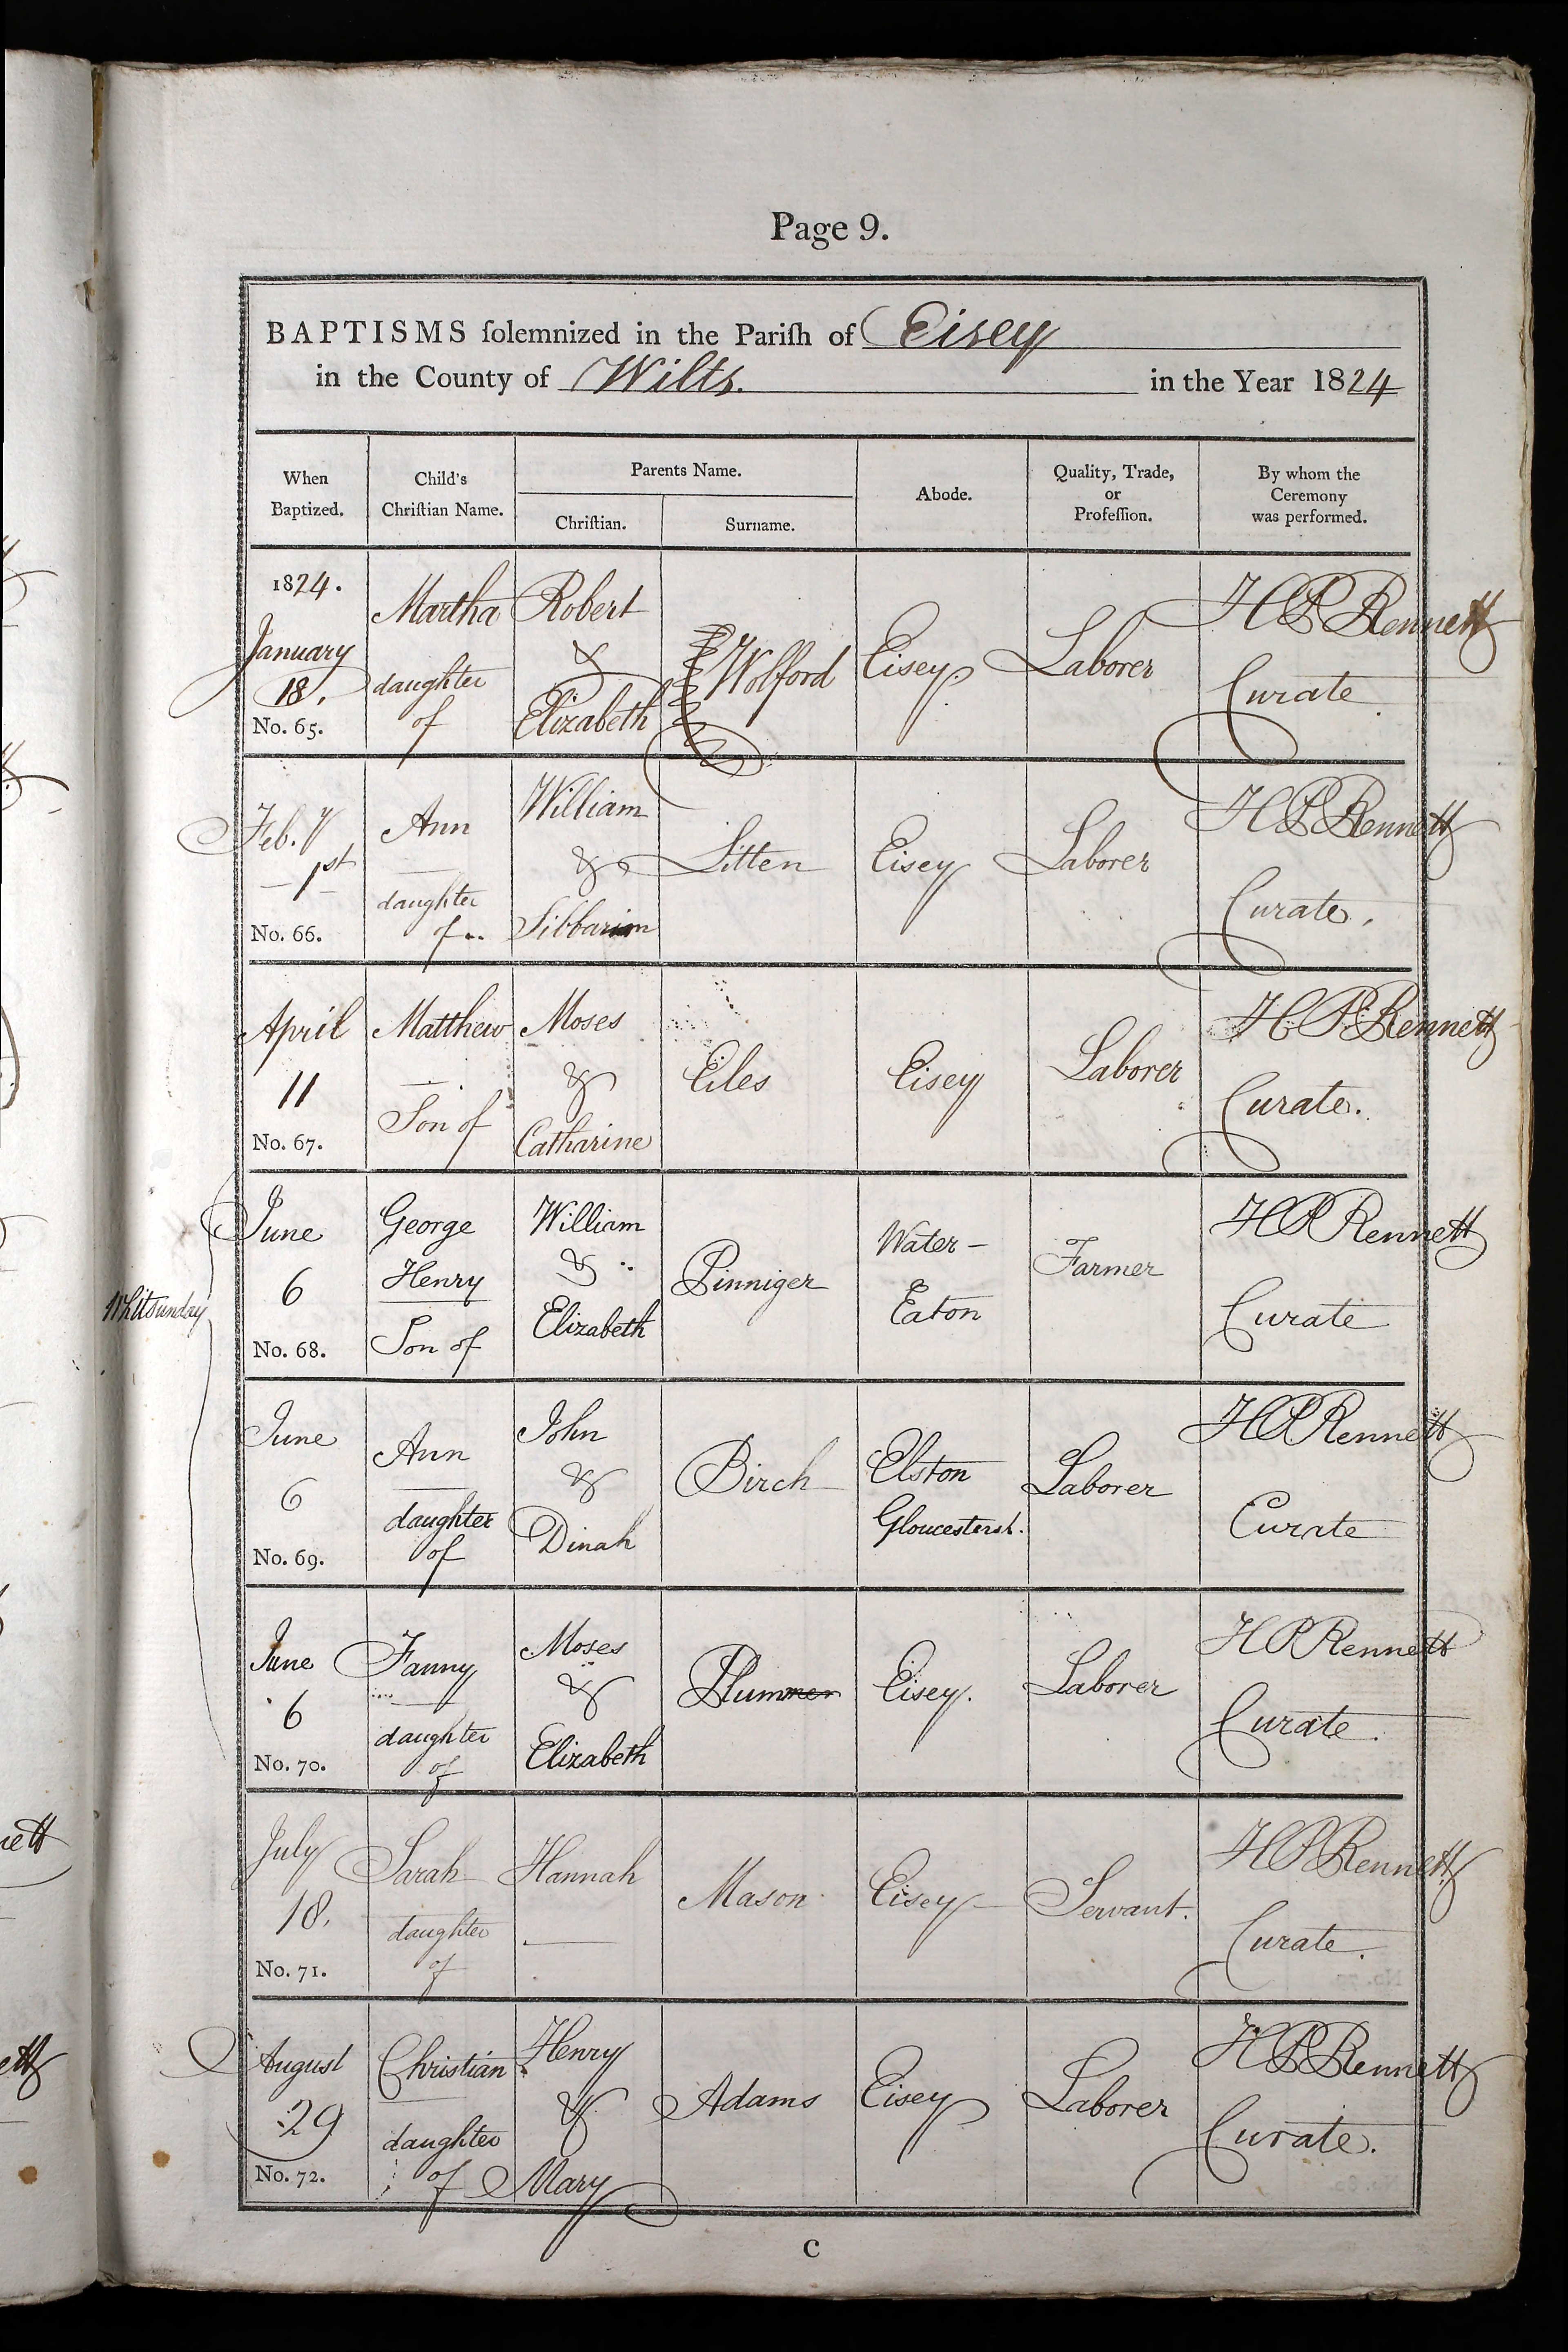 Page 9.
BAPTISMS ſolemnized in the Pariſh of Eisey
in the County of Wilts. in the Year 1824
When Baptized.
Child's Chriſtian Name.
Parents Name.
Chriſtian.
Surname.
Abode.
Quality, Trade, or Profeſſion.
By whom the Ceremony was performed.
1824.
January
18.
No. 65.
Martha
daughter
of
Robert
&
Elizabeth
Wolford
Eisey.
Laborer
H P Rennett
Curate
Feb.y
1st
No. 66.
Ann
daughter
of
William
&
Sitten
Eisey
Laborer
H P Rennett
Curate.
April
11
No. 67.
Matthew
Son of
Moses
&
Catharine
Eiles
Eisey
Laborer
H P Rennett
Curate.
Whitsunday
June
6
No. 68.
George
Henry
Son of
William
&
Elizabeth
Pinniger
Water-
Eaton
Farmer
H P Rennett
Curate
June
6
No. 69.
Ann
daughter
of
John
&
Dinah
Birch
Elston
Gloucestersh.
Laborer
H P Rennett
Curate
June
6
No. 70.
Fanny
daughter
of
Moses
&
Elizabeth
Plummer
Eisey.
Laborer
H P Rennett
Curate.
July
18.
No. 71.
Sarah
daughter
of
Hannah
Mason
Eisey
Servant.
H P Rennett
Curate.
August
29
No. 72.
Christian
daughter
of
Henry
&
Mary
Adams
Eisey
Laborer
H P Rennett
Curate.
C